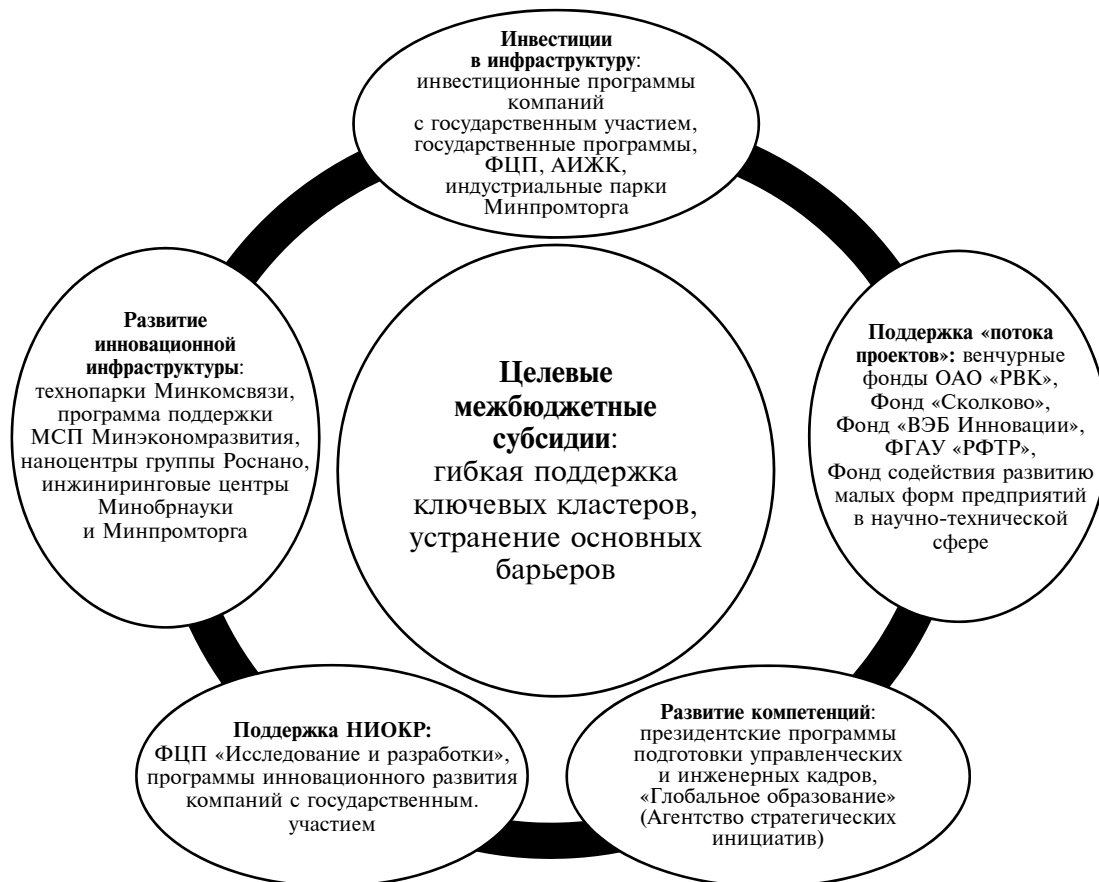 Инвестиции
в инфраструктуру:
инвестиционные программы
компаний
с государственным участием,
государственные программы,
ФЦП, АИЖК,
индустриальные парки
Минпромторга
Развитие
инновационной
инфраструктуры:
технопарки Минкомсвязи,
программа поддержки
МСП Минэкономразвития,
наноцентры группы Роснано,
инжиниринговые центры
Минобрнауки
и Минпромторга
Целевые
межбюджетные
субсидии:
гибкая поддержка
ключевых кластеров,
устранение основных
барьеров
Поддержка «потока
проектов»: венчурные
фонды ОАО «РВК»,
Фонд «Сколково»,
Фонд «ВЭБ Инновации»,
ФГАУ «РФТР»,
Фонд содействия развитию
малых форм предприятий
в научно-технической
сфере
Поддержка НИОКР:
ФЦП «Исследование и разработки»,
программы инновационного развития
компаний с государственным.
участием
Развитие компетенций:
президентские программы
подготовки управленческих
и инженерных кадров,
«Глобальное образование»
(Агентство стратегических
инициатив)